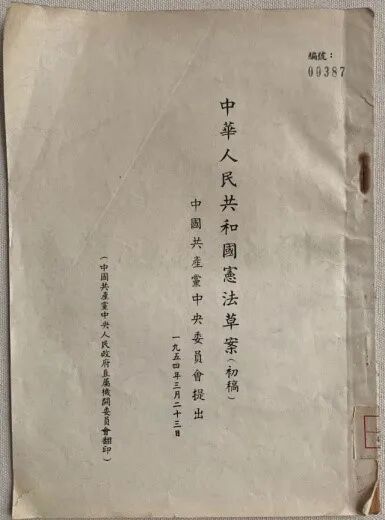 編號：
00387
中華人民共和國憲法草案（初稿）
中國共產黨中央委員會提出
一九五四年三月二十三日
（中國共產黨中央人民政府直屬機關委員會翻印）